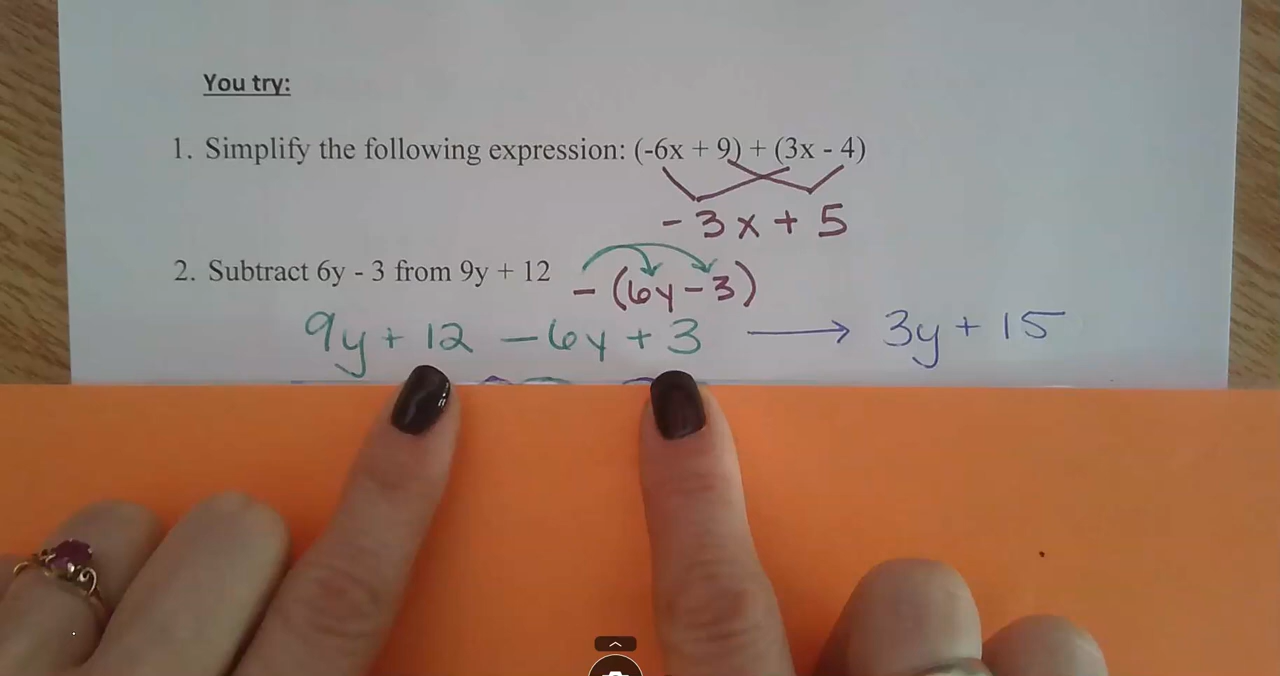 You try:
1. Simplify the following expression: (-6x + 9) + (3x - 4)
- 3x + 5
2. Subtract 6y - 3 from 9y + 12 - (6y - 3)
9y + 12 - 6y + 3 → 3y + 15